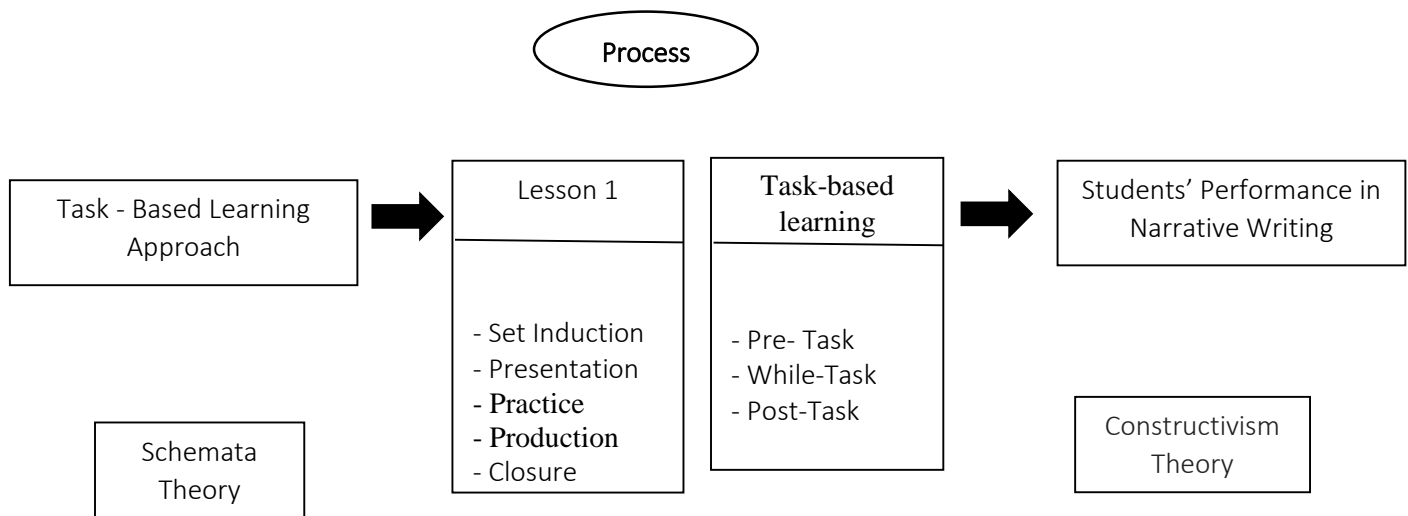 Process
Task - Based Learning
Approach
Lesson 1
- Set Induction
- Presentation
- Practice
- Production
- Closure
Task-based
learning
- Pre- Task
- While-Task
- Post-Task
Students’ Performance in
Narrative Writing
Schemata
Theory
Constructivism
Theory